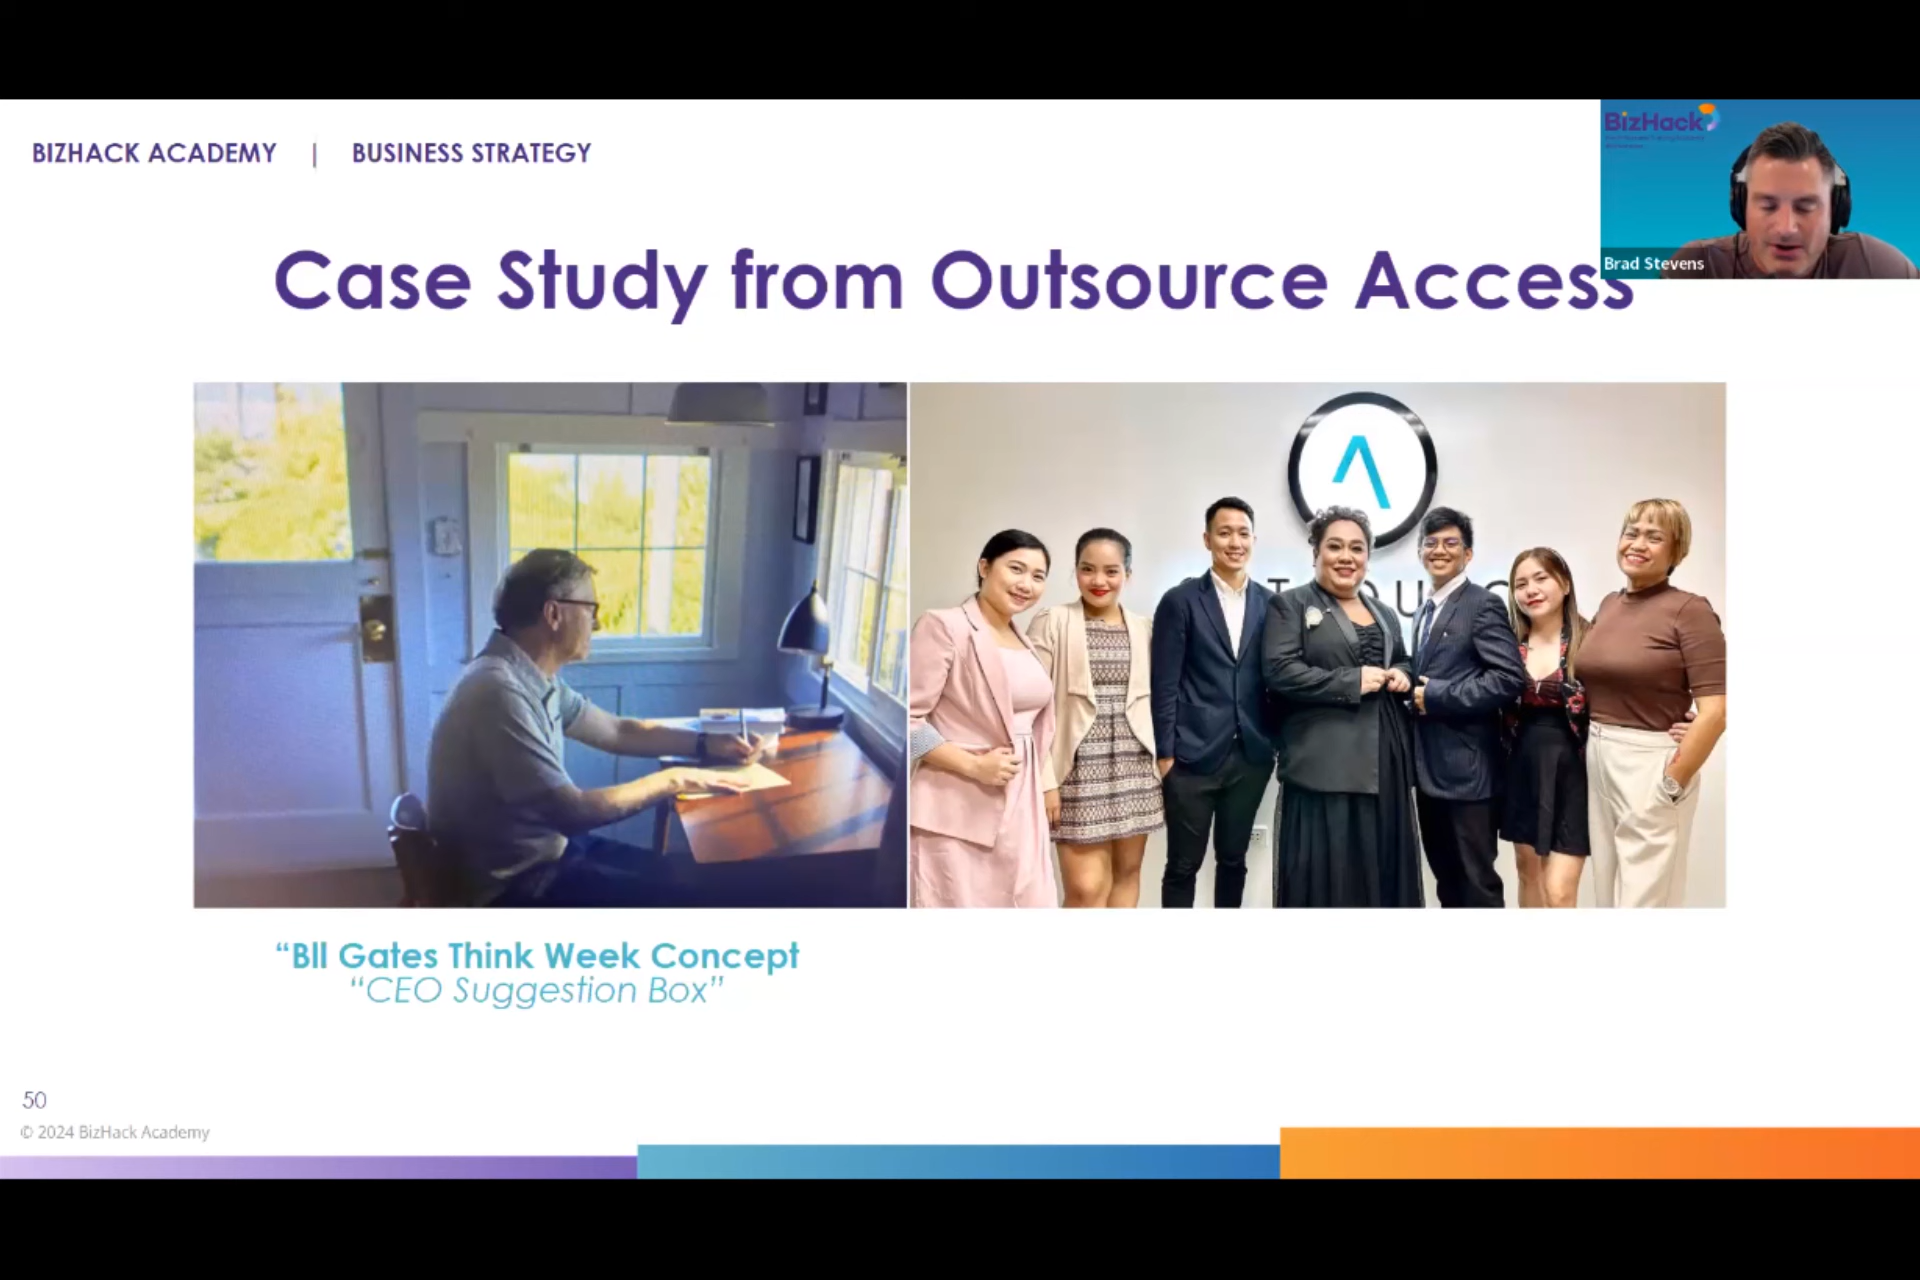 BIZHACK ACADEMY | BUSINESS STRATEGY
BizHack
Brad Stevens
Case Study from Outsource Access
“Bll Gates Think Week Concept
“CEO Suggestion Box”
50
© 2024 BizHack Academy